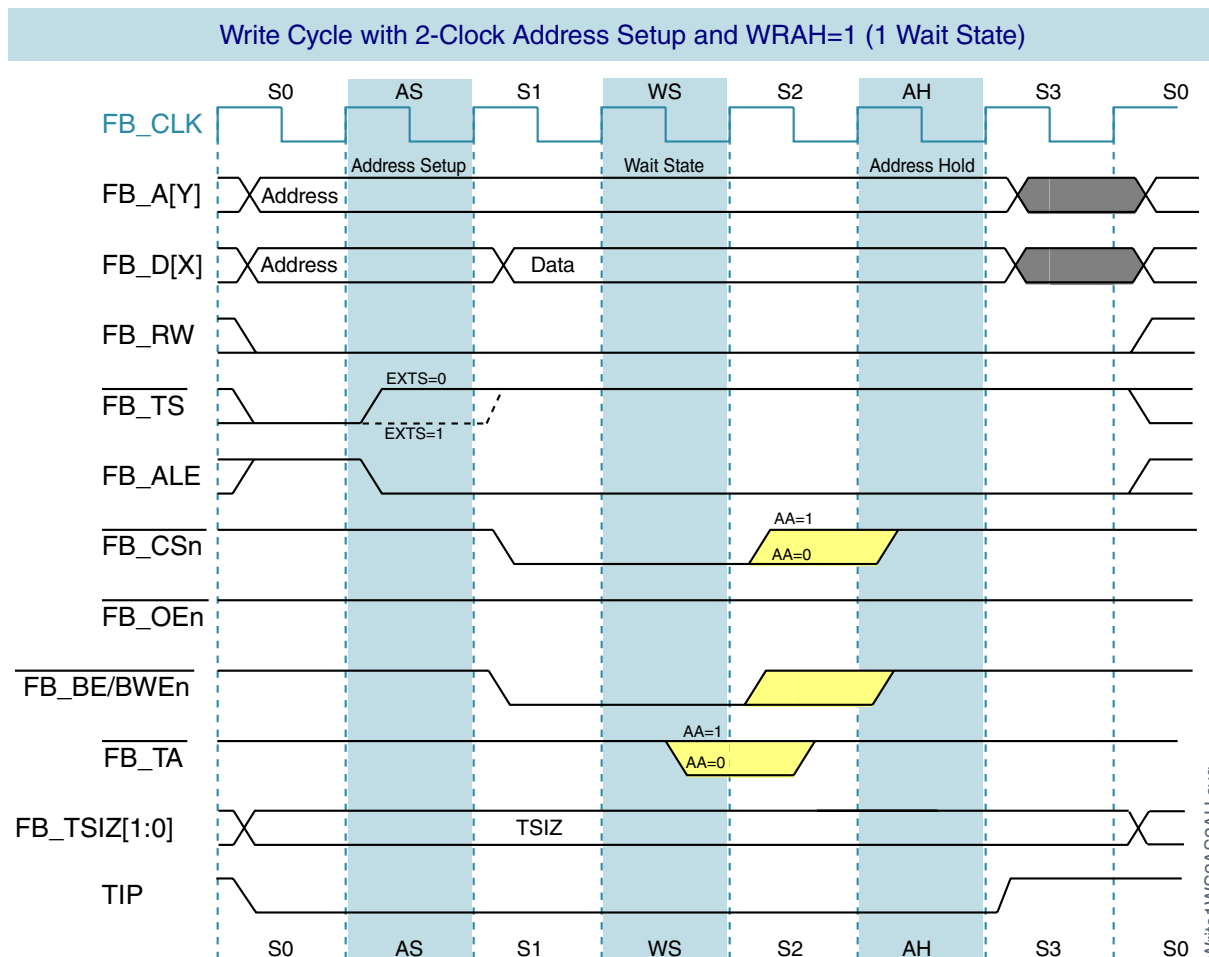 Write Cycle with 2-Clock Address Setup and WRAH=1 (1 Wait State)
S0 AS S1 WS S2 AH S3 S0
FB_CLK
Address Setup Wait State Address Hold
FB_A[Y] Address
FB_D[X] Address Data
FB_RW
EXTS=0
FB_TS
EXTS=1
FB_ALE
AA=1
FB_CSn
AA=0
FB_OEn
FB_BE/BWEn
AA=1
FB_TA
AA=0
FB_TSIZ[1:0] TSIZ
TIP
S0 AS S1 WS S2 AH S3 S0